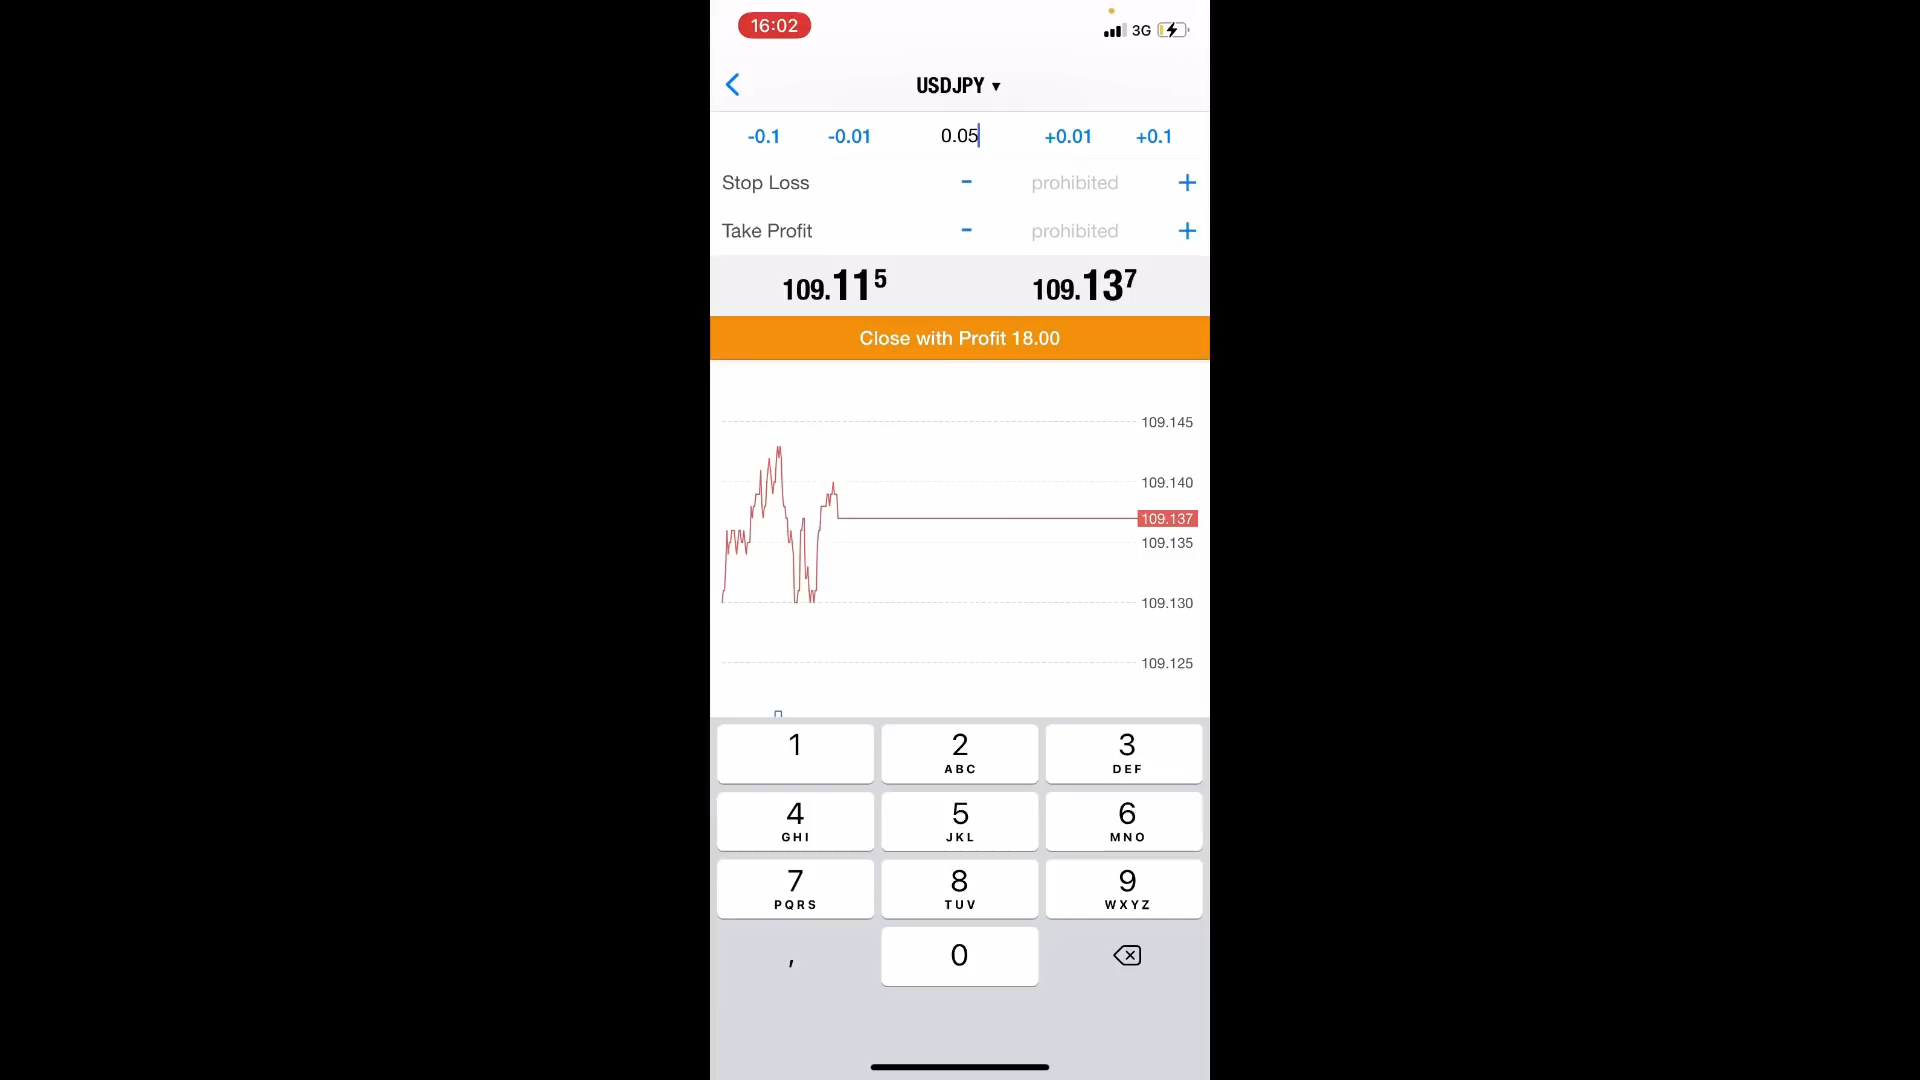 16:02
3G
USDJPY ▾
-0.1 -0.01 0.05 +0.01 +0.1
Stop Loss - prohibited +
Take Profit - prohibited +
109.115 109.137
Close with Profit 18.00
109.145
109.140
109.137
109.135
109.130
109.125
1 2 3
ABC DEF
4 5 6
GHI JKL MNO
7 8 9
PQRS TUV WXYZ
, 0